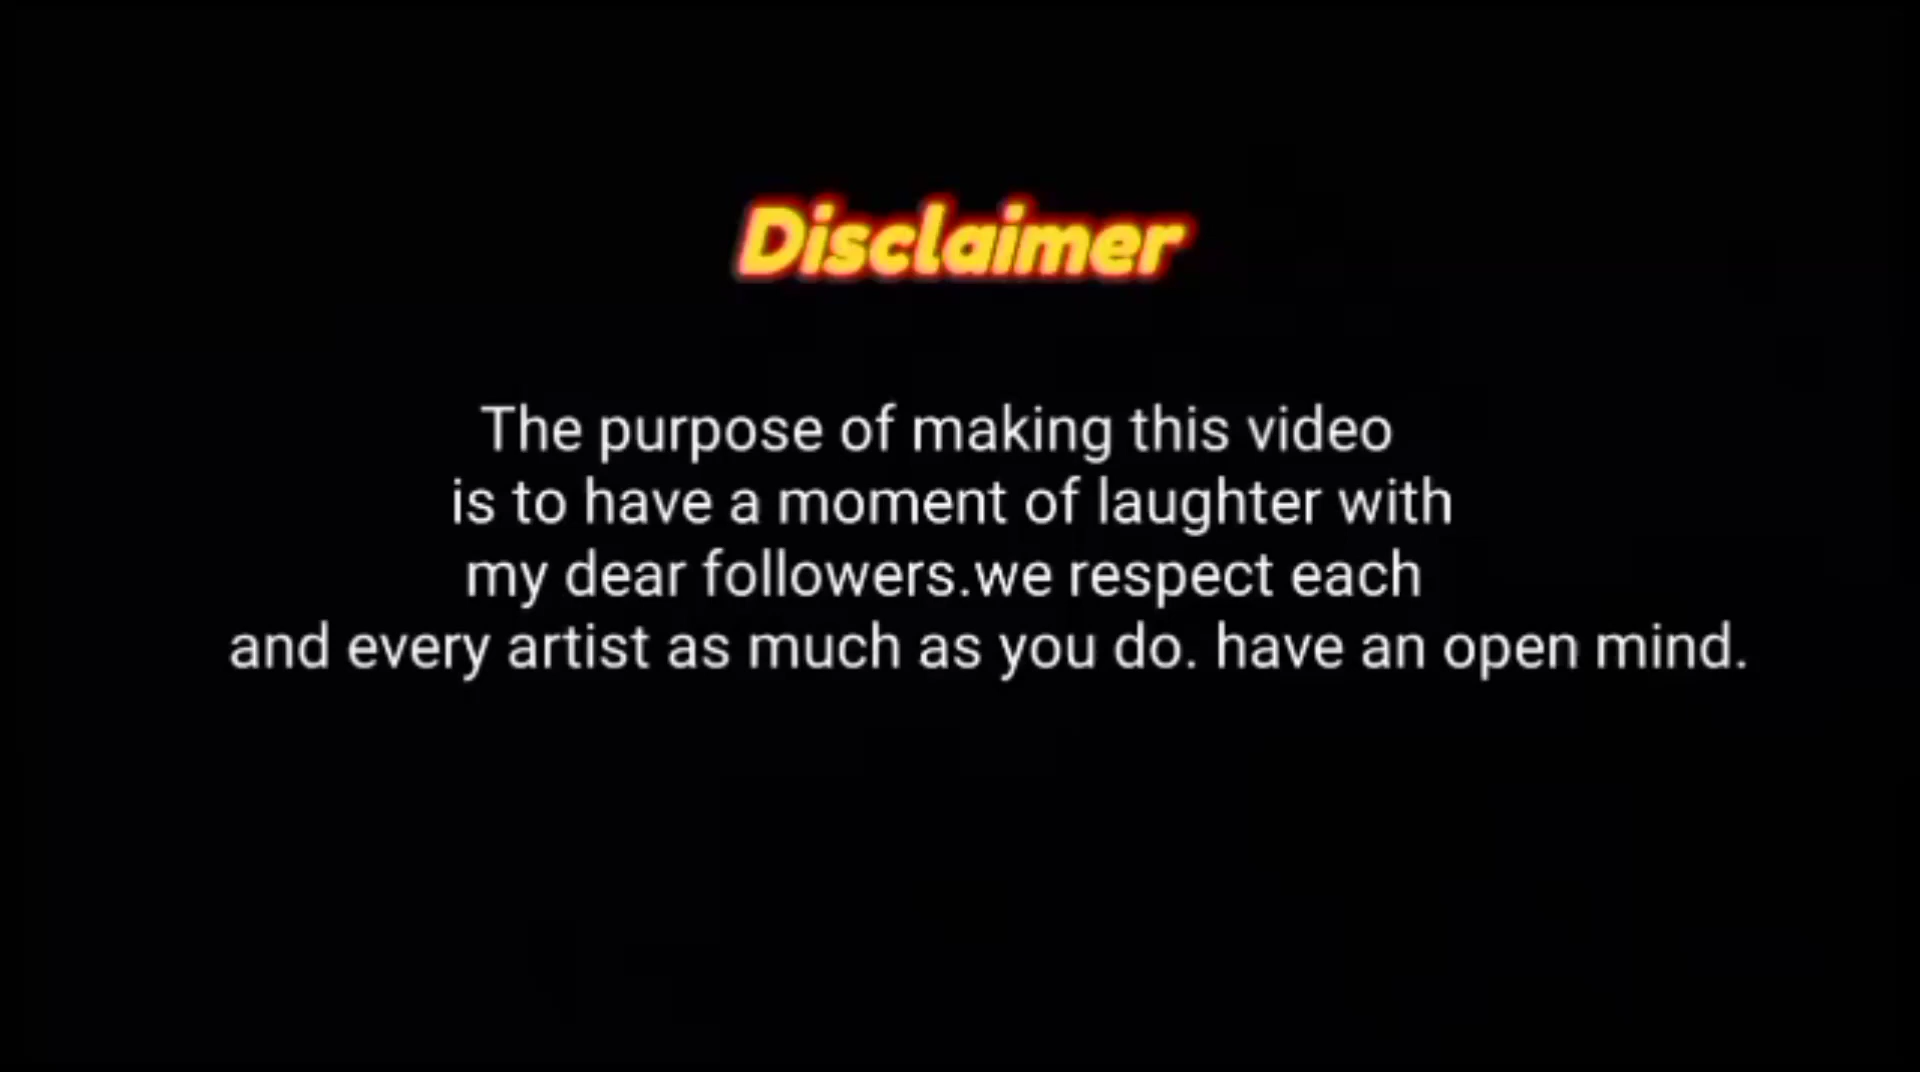 Disclaimer
The purpose of making this video
is to have a moment of laughter with
my dear followers.we respect each
and every artist as much as you do. have an open mind.